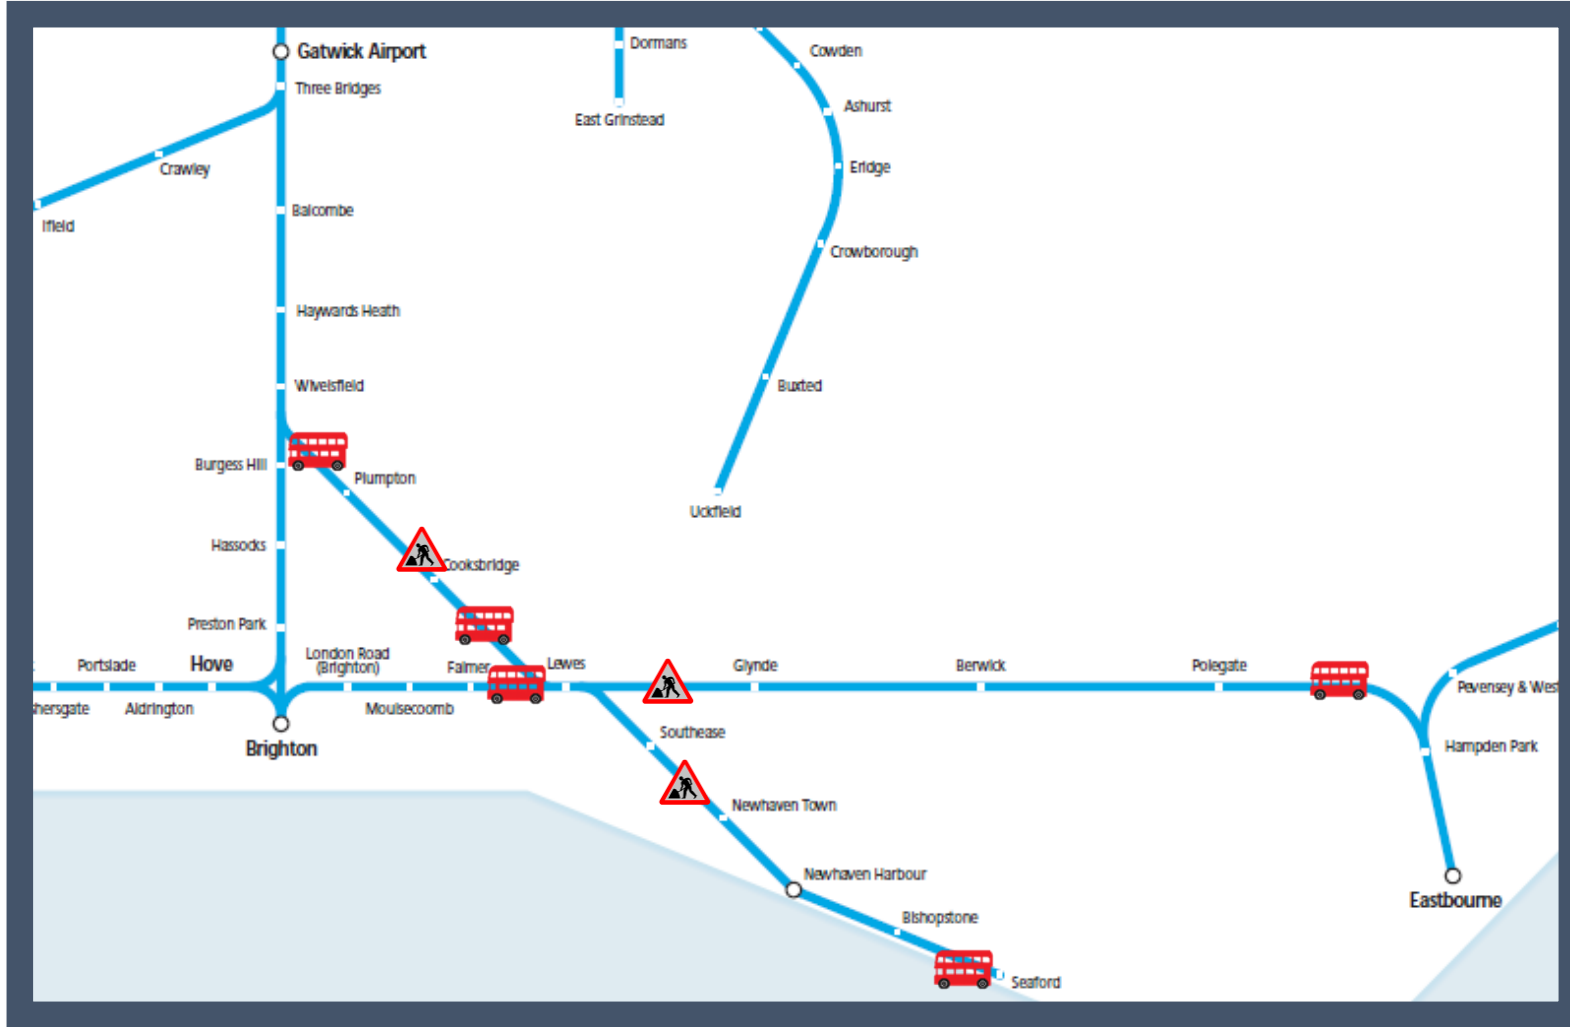 Gatwick Airport
Three Bridges
Crawley
Ifield
Balcombe
Haywards Heath
Wivelsfield
Burgess Hill
Plumpton
Hassocks
Cooksbridge
Preston Park
Dormans
East Grinstead
Cowden
Ashurst
Eridge
Crowborough
Buxted
Uckfield
Portslade
Hove
London Road
(Brighton)
Falmer
Lewes
Glynde
Berwick
Polegate
hersgate
Aldrington
Moulsecoomb
Brighton
Southease
Newhaven Town
Newhaven Harbour
Bishopstone
Seaford
Pevensey & West
Hampden Park
Eastbourne